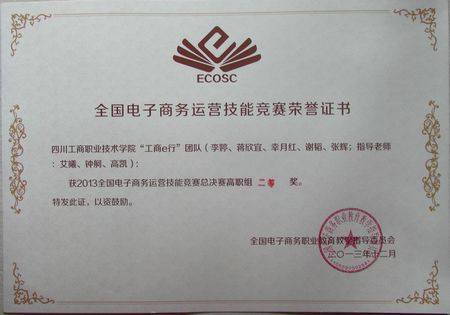 ECOSC
全国电子商务运营技能竞赛荣誉证书
四川工商职业技术学院“工商e行”团队（李婷、蒋欣宜、幸月红、谢韬、张辉；指导老师
：艾曦、钟舸、高凯）：
获2013全国电子商务运营技能竞赛总决赛高职组 二等 奖。
特发此证，以资鼓励。
全国电子商务职业教育教学指导委员会
二〇一三年十二月